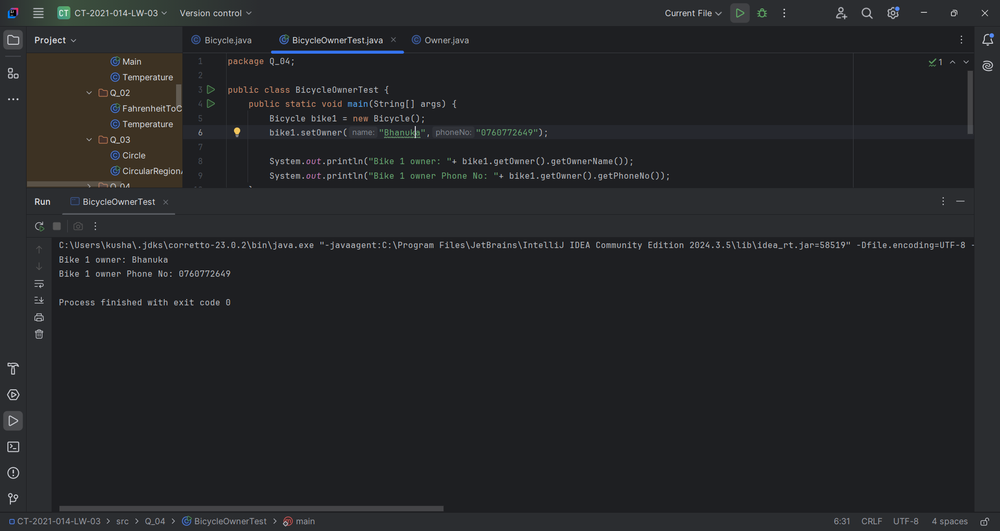 CT CT-2021-014-LW-03 Version control Current File
Project
Bicycle.java BicycleOwnerTest.java Owner.java
Main
Temperature
Q_02
FahrenheitToC
Temperature
Q_03
Circle
CircularRegion
Q_04
1 package Q_04;
2
3 public class BicycleOwnerTest {
4 public static void main(String[] args) {
5 Bicycle bike1 = new Bicycle();
6 bike1.setOwner( name: "Bhanuka", phoneNo: "0760772649");
7
8 System.out.println("Bike 1 owner: "+ bike1.getOwner().getOwnerName());
9 System.out.println("Bike 1 owner Phone No: "+ bike1.getOwner().getPhoneNo());
1
Run BicycleOwnerTest
C:\Users\kusha\.jdks\corretto-23.0.2\bin\java.exe "-javaagent:C:\Program Files\JetBrains\IntelliJ IDEA Community Edition 2024.3.5\lib\idea_rt.jar=58519" -Dfile.encoding=UTF-8 -
Bike 1 owner: Bhanuka
Bike 1 owner Phone No: 0760772649
Process finished with exit code 0
CT-2021-014-LW-03 > src > Q_04 > BicycleOwnerTest > main 6:31 CRLF UTF-8 4 spaces